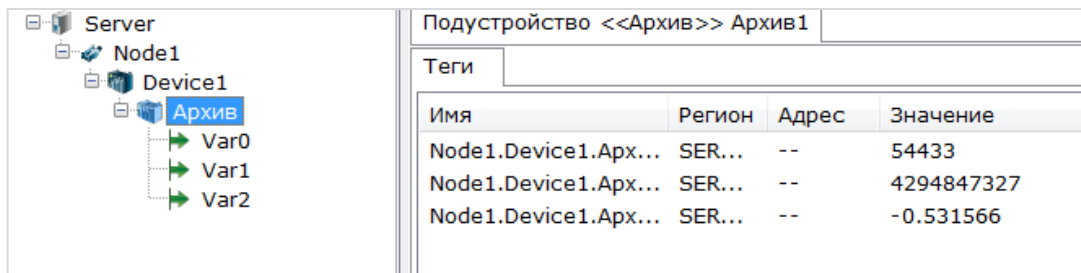 Server
Node1
Device1
Архив
Var0
Var1
Var2
Подустройство <<Архив>> Архив1
Теги
Имя Регион Адрес Значение
Node1.Device1.Арх... SER... -- 54433
Node1.Device1.Арх... SER... -- 4294847327
Node1.Device1.Арх... SER... -- -0.531566